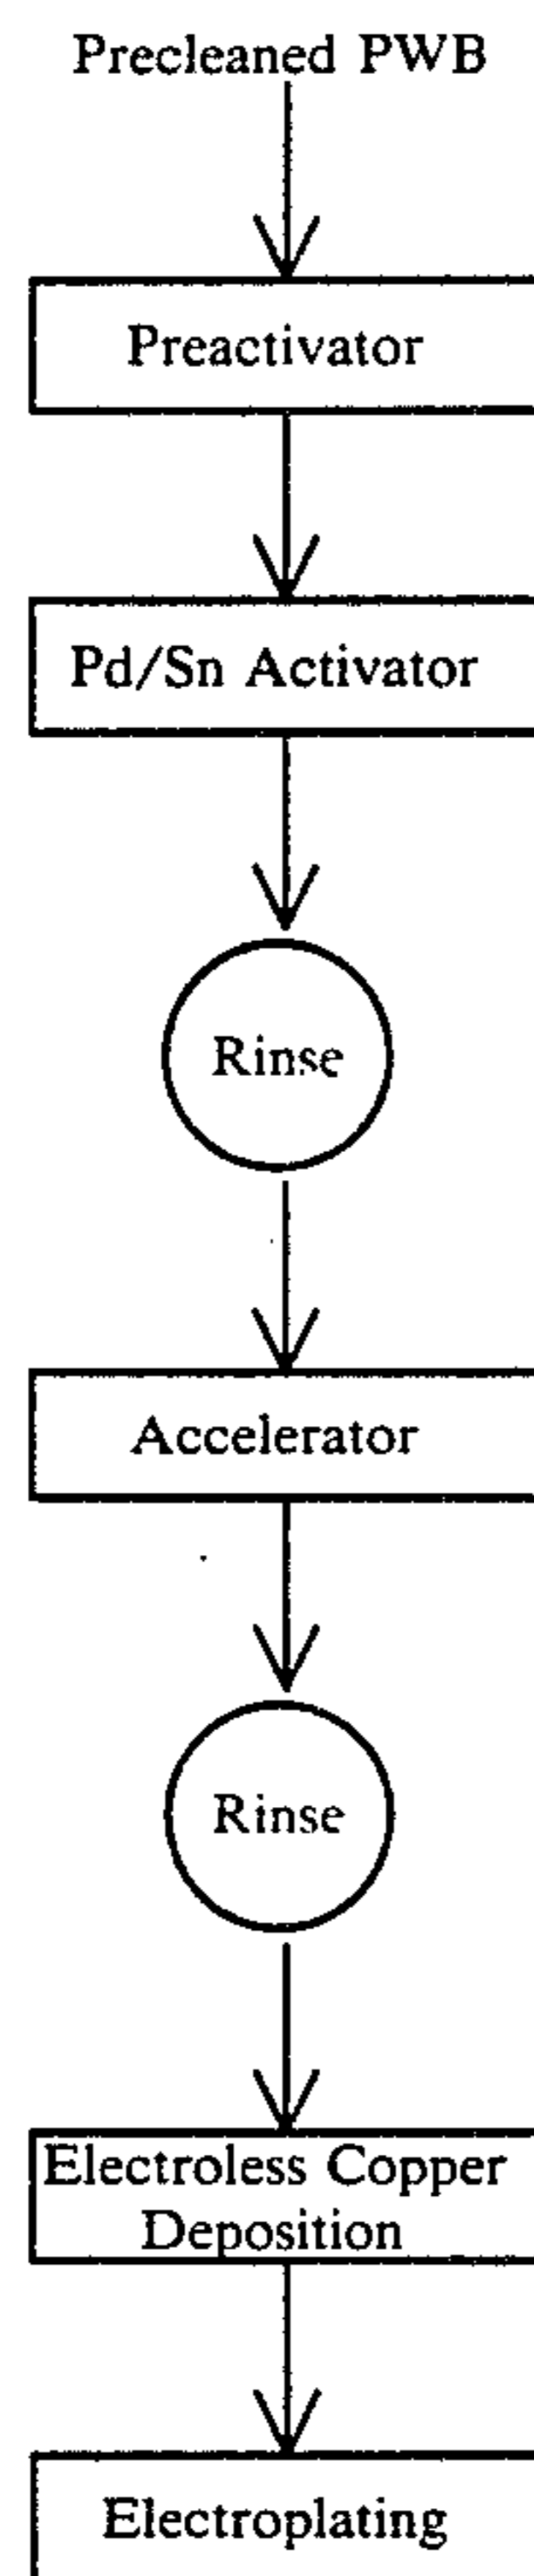 Precleaned PWB
Preactivator
Pd/Sn Activator
Rinse
Accelerator
Rinse
Electroless Copper
Deposition
Electroplating